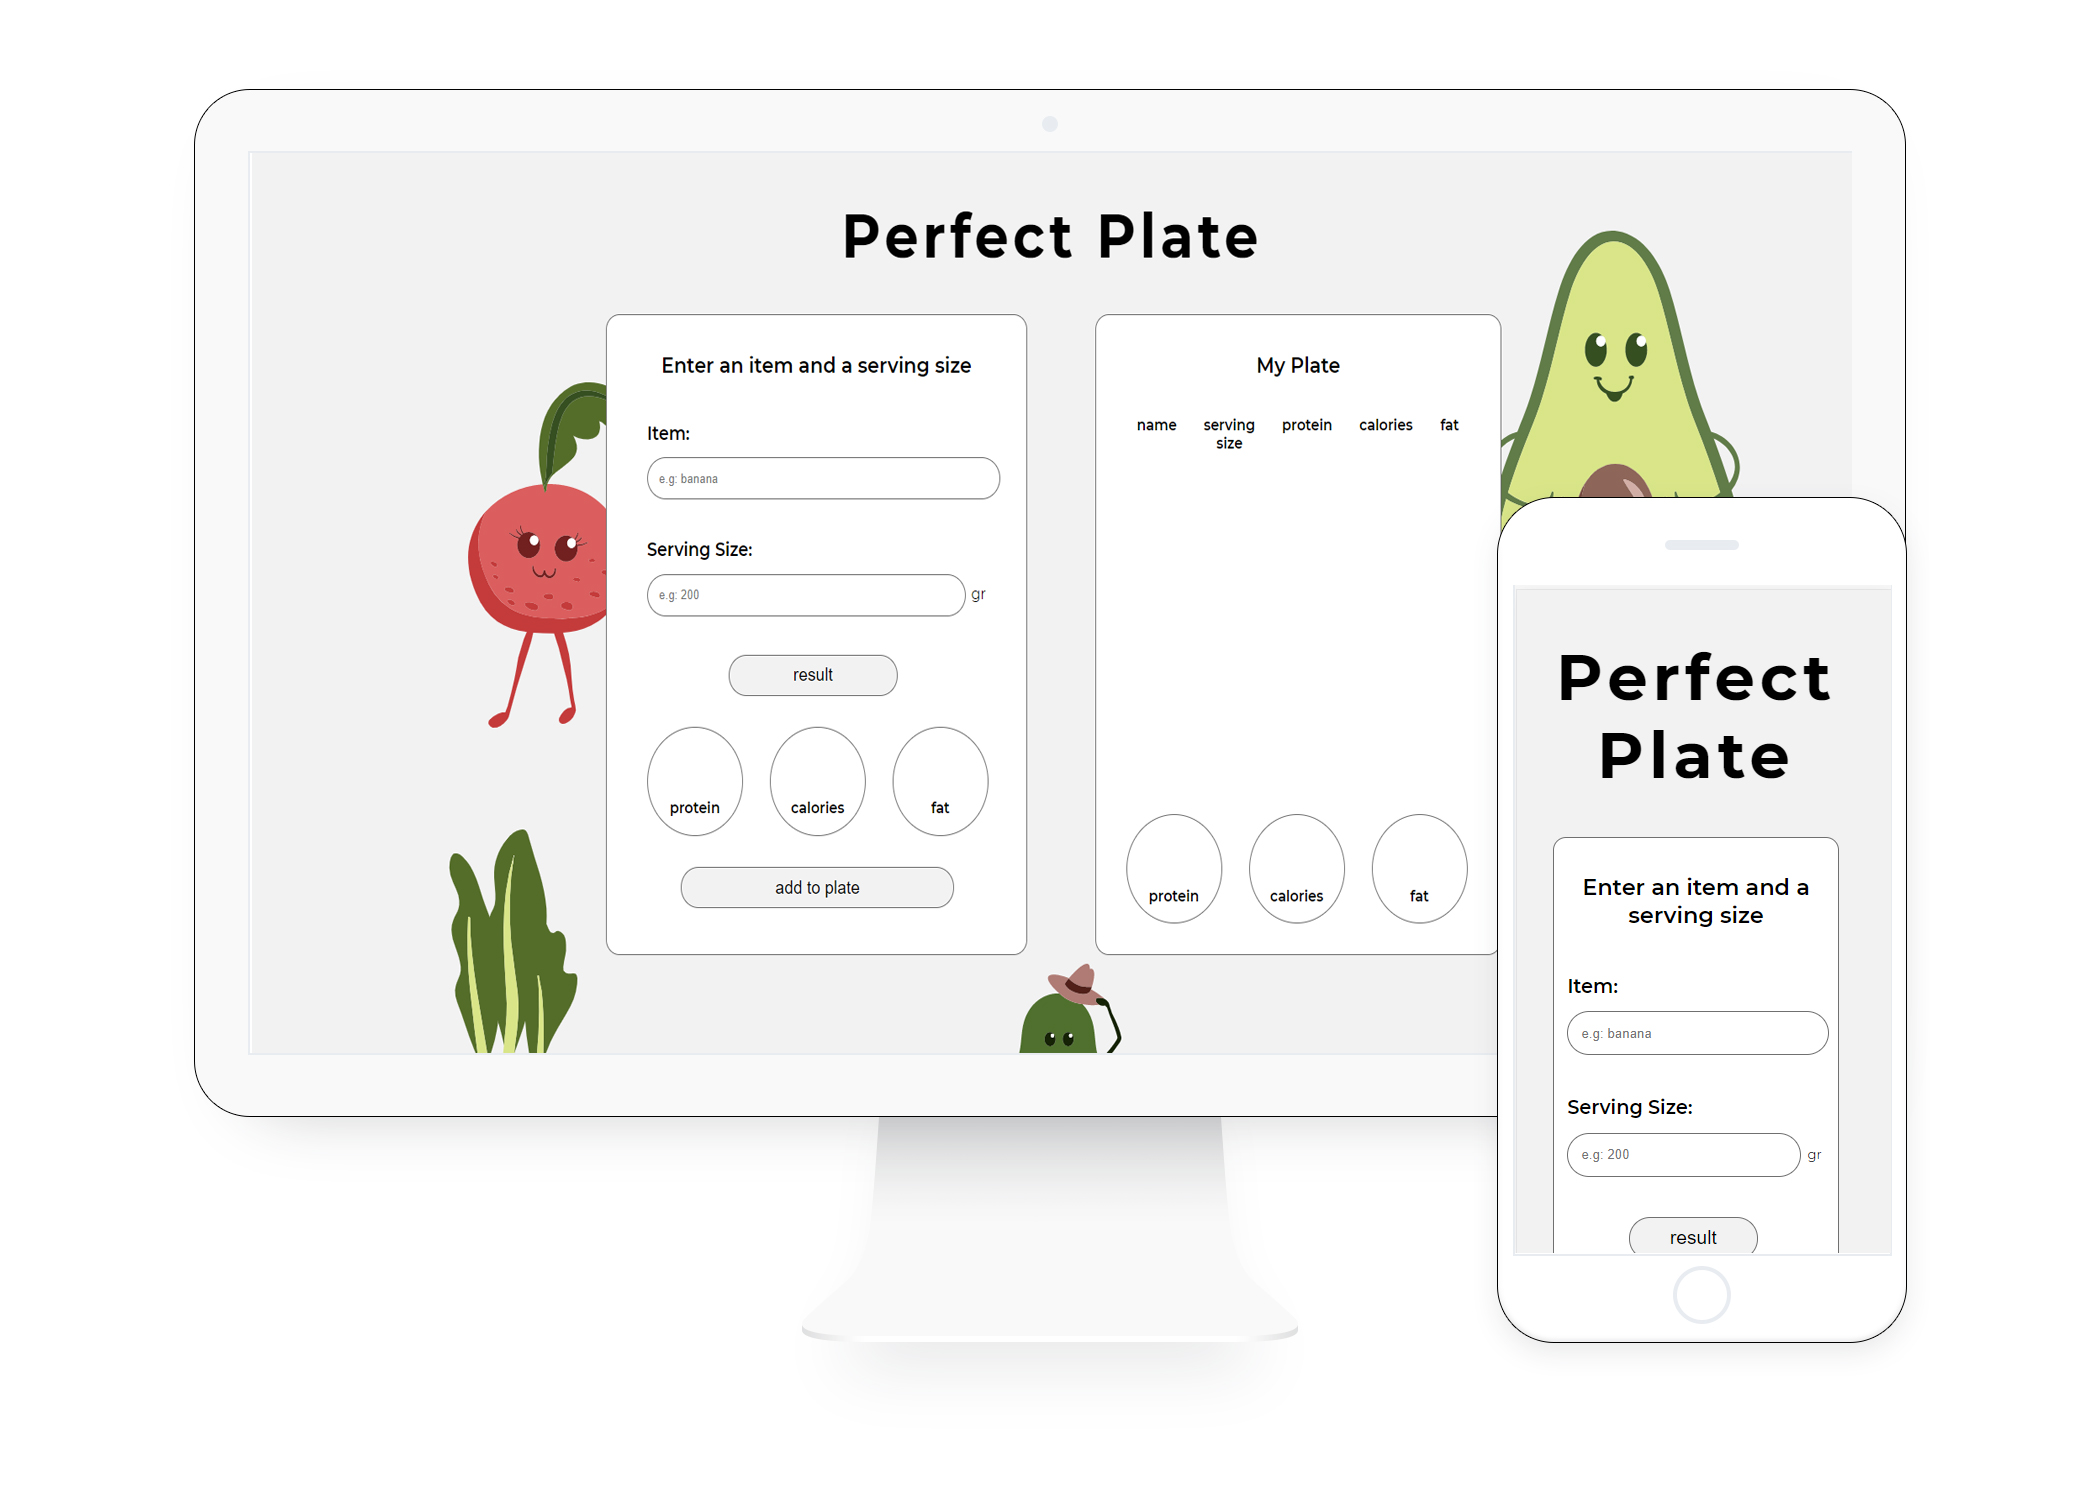 Perfect Plate
Enter an item and a serving size
Item:
e.g: banana
Serving Size:
e.g: 200 gr
result
protein calories fat
add to plate
My Plate
name serving protein calories fat
size
protein calories fat
Perfect
Plate
Enter an item and a
serving size
Item:
e.g: banana
Serving Size:
e.g: 200 gr
result